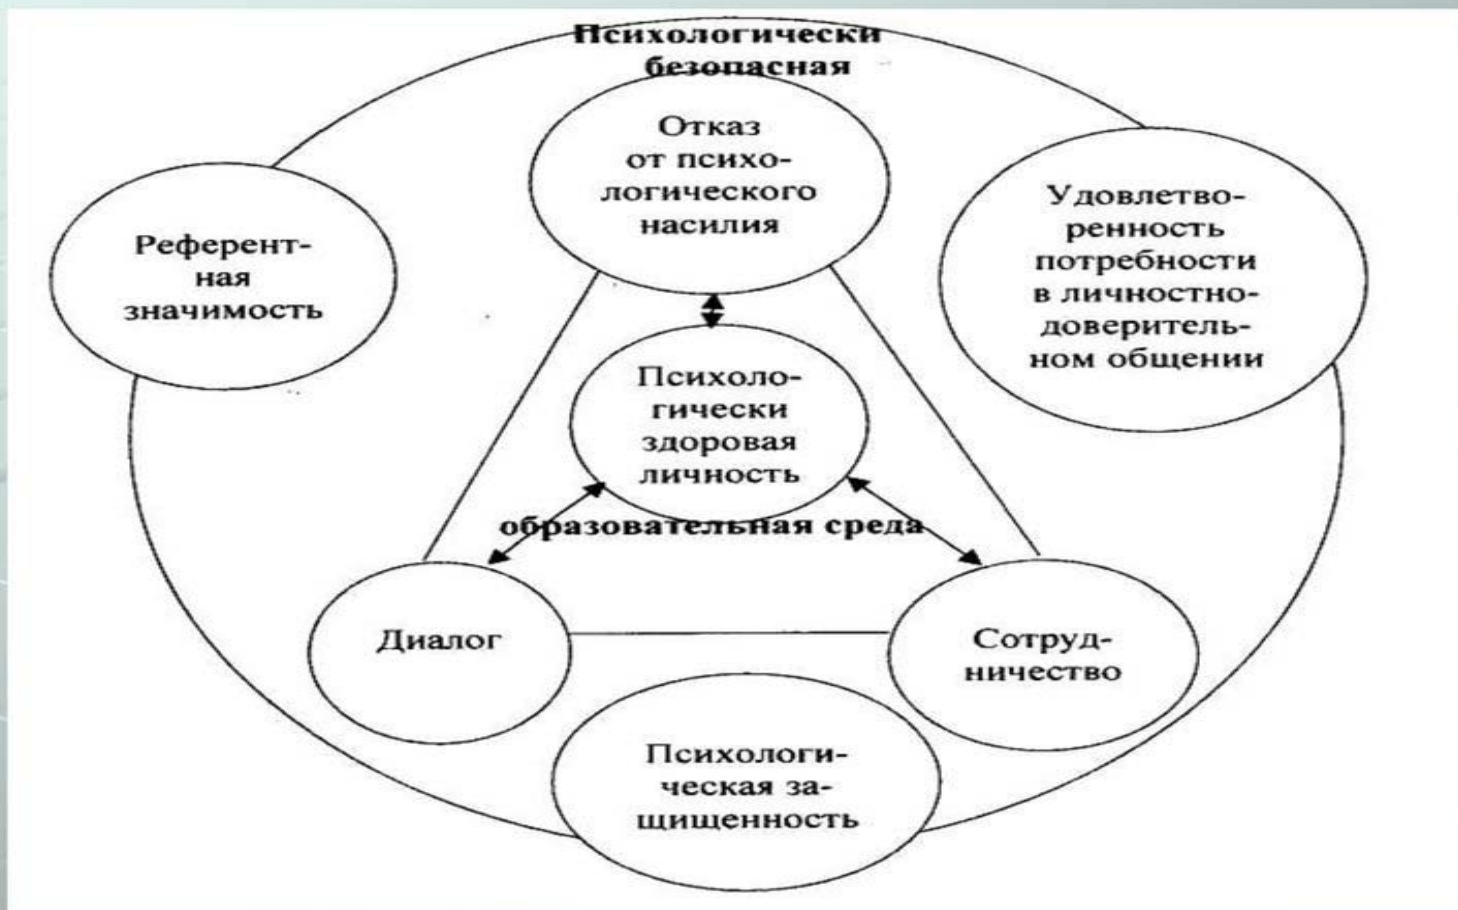 Психологически
безопасная
Отказ
от психо-
логического
насилия
Референт-
ная
значимость
Удовлетво-
ренность
потребности
в личностно-
доверитель-
ном общении
Психоло-
гически
здоровая
личность
образовательная среда
Диалог
Сотруд-
ничество
Психологи-
ческая за-
щищенность